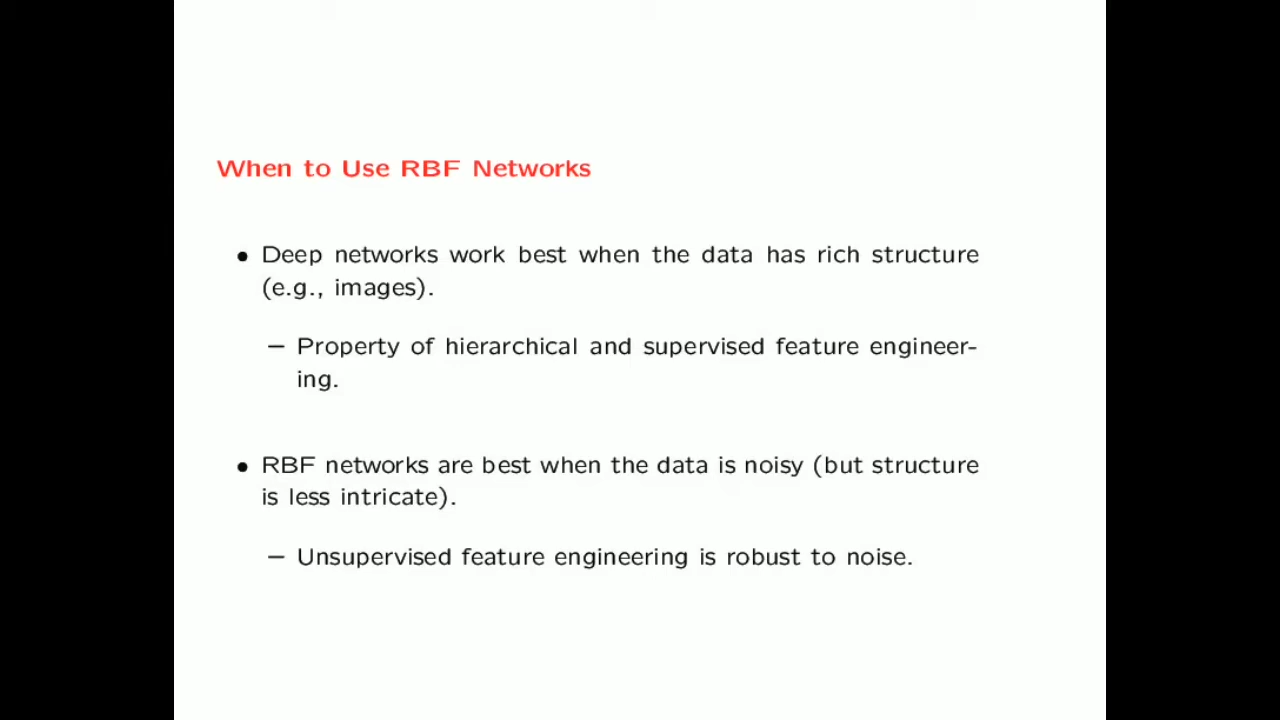 When to Use RBF Networks
• Deep networks work best when the data has rich structure
(e.g., images).
– Property of hierarchical and supervised feature engineer-
ing.
• RBF networks are best when the data is noisy (but structure
is less intricate).
– Unsupervised feature engineering is robust to noise.